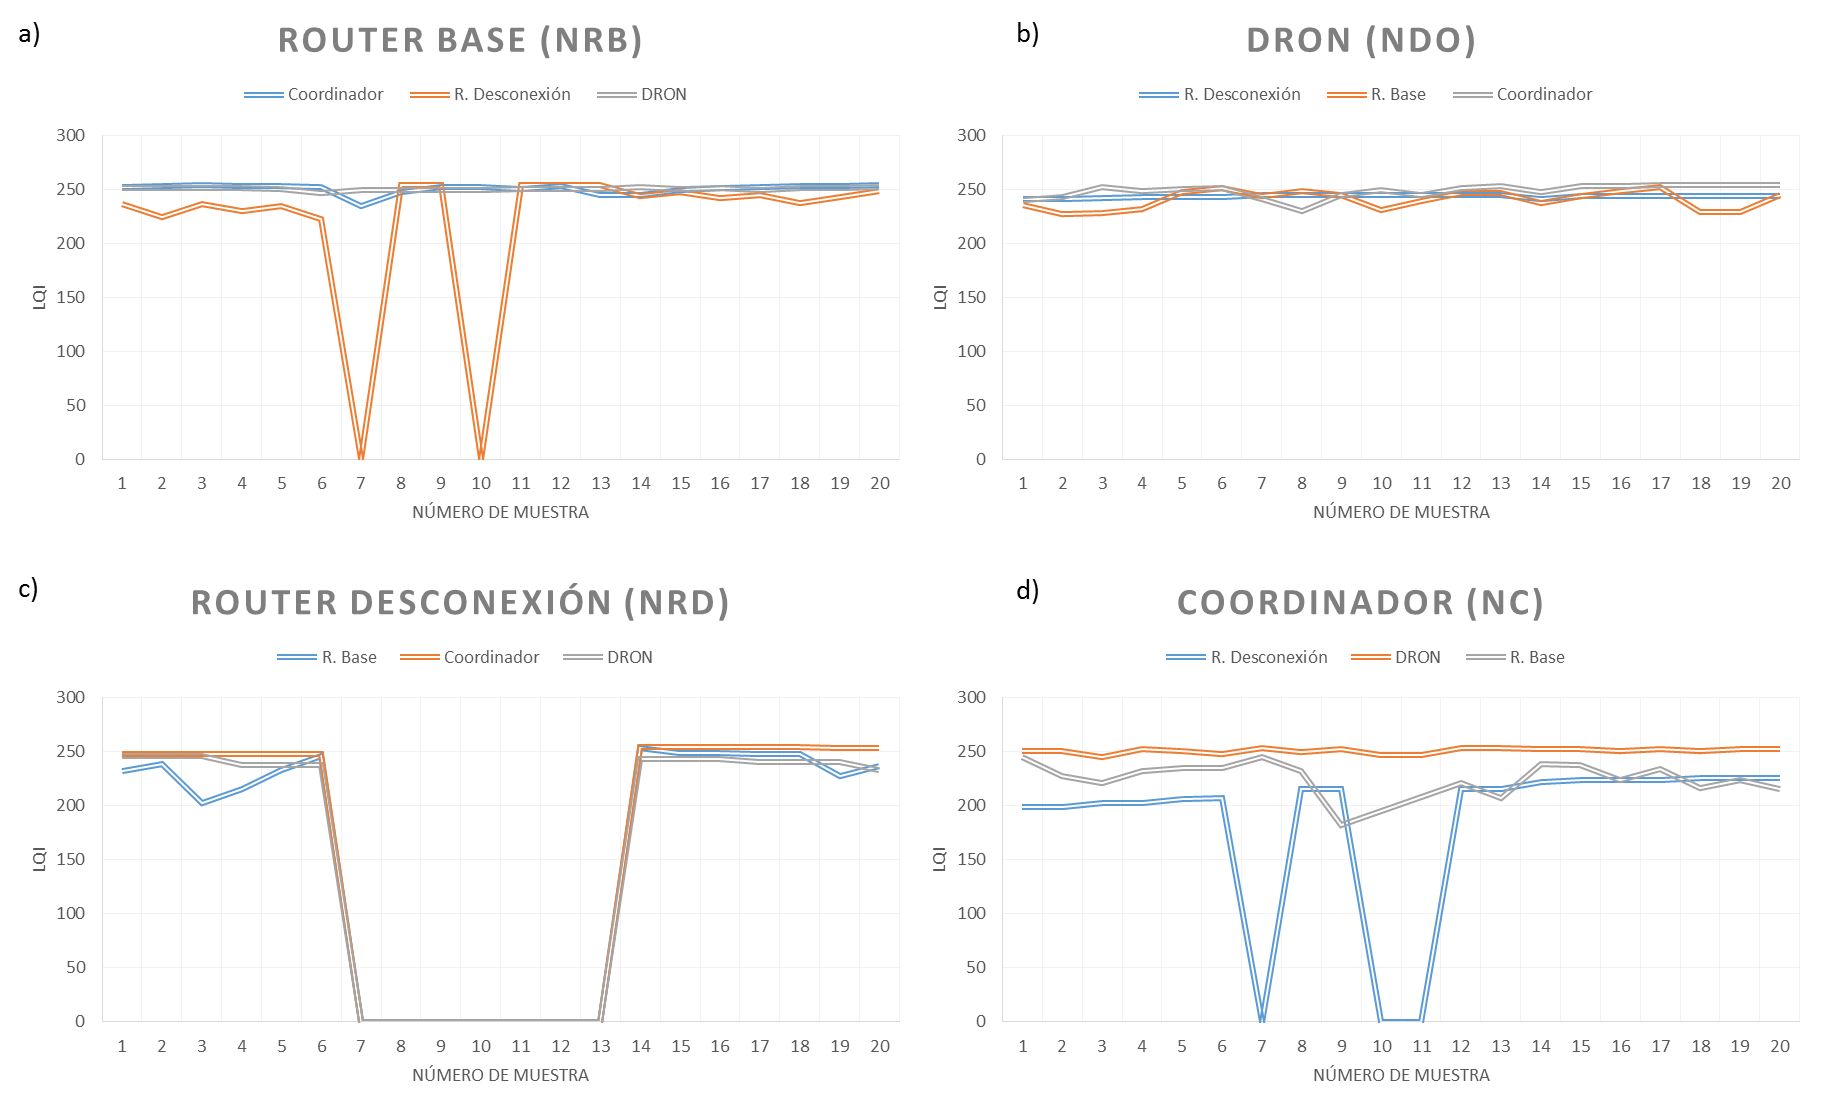 a)
ROUTER BASE (NRB)
Coordinador R. Desconexión DRON
300
250
200
150
100
50
0
LQI
1 2 3 4 5 6 7 8 9 10 11 12 13 14 15 16 17 18 19 20
NÚMERO DE MUESTRA
b)
DRON (NDO)
R. Desconexión R. Base Coordinador
300
250
200
150
100
50
0
LQI
1 2 3 4 5 6 7 8 9 10 11 12 13 14 15 16 17 18 19 20
NÚMERO DE MUESTRA
c)
ROUTER DESCONEXIÓN (NRD)
R. Base Coordinador DRON
300
250
200
150
100
50
0
LQI
1 2 3 4 5 6 7 8 9 10 11 12 13 14 15 16 17 18 19 20
NÚMERO DE MUESTRA
d)
COORDINADOR (NC)
R. Desconexión DRON R. Base
300
250
200
150
100
50
0
LQI
1 2 3 4 5 6 7 8 9 10 11 12 13 14 15 16 17 18 19 20
NÚMERO DE MUESTRA